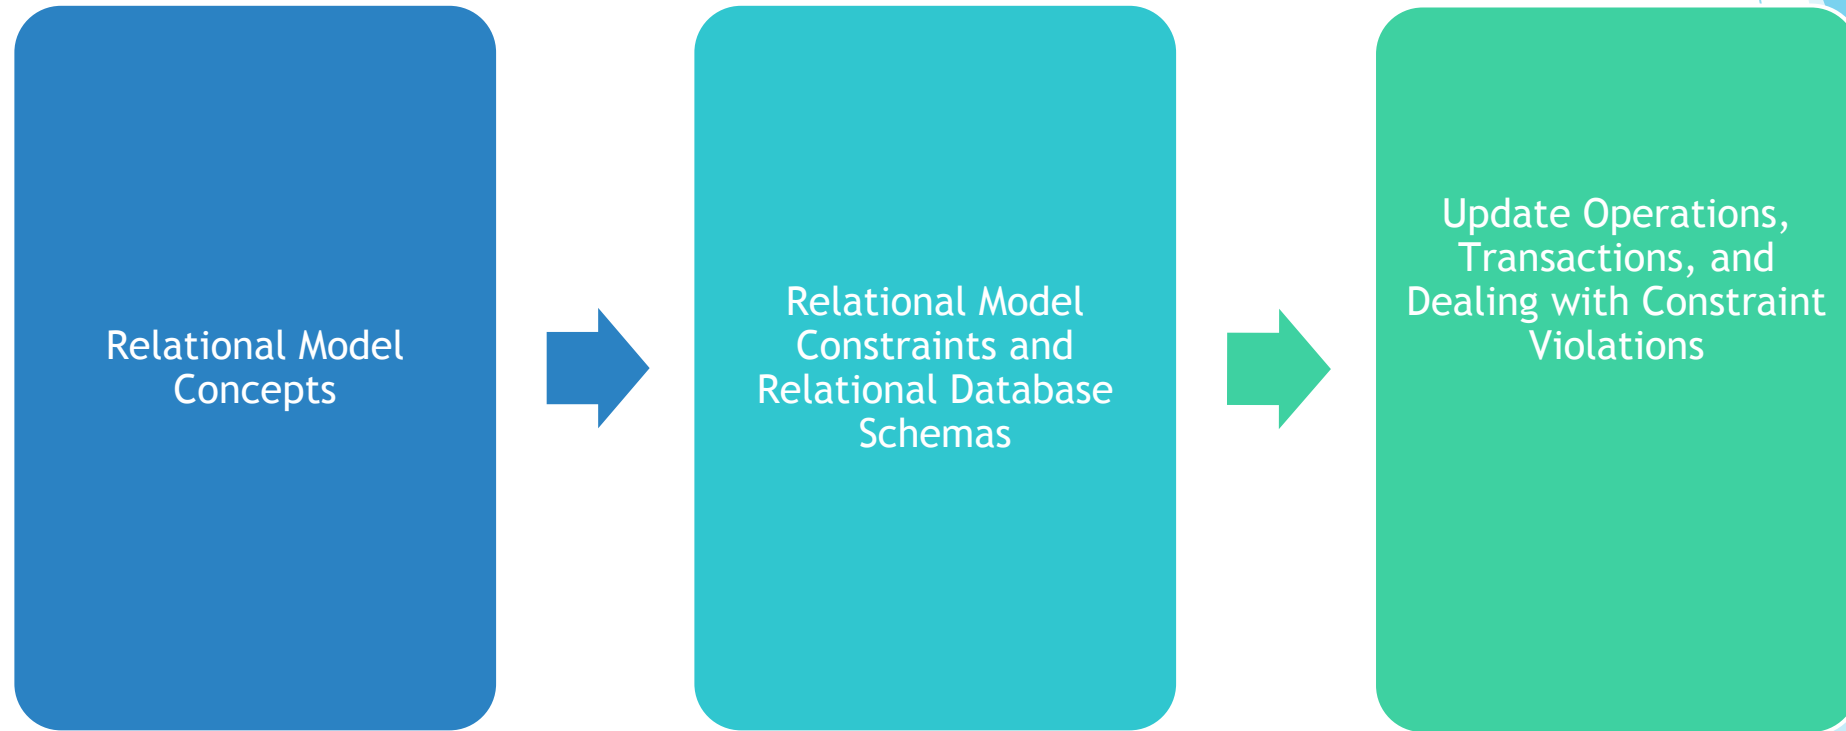 Relational Model
Concepts
Relational Model
Constraints and
Relational Database
Schemas
Update Operations,
Transactions, and
Dealing with Constraint
Violations